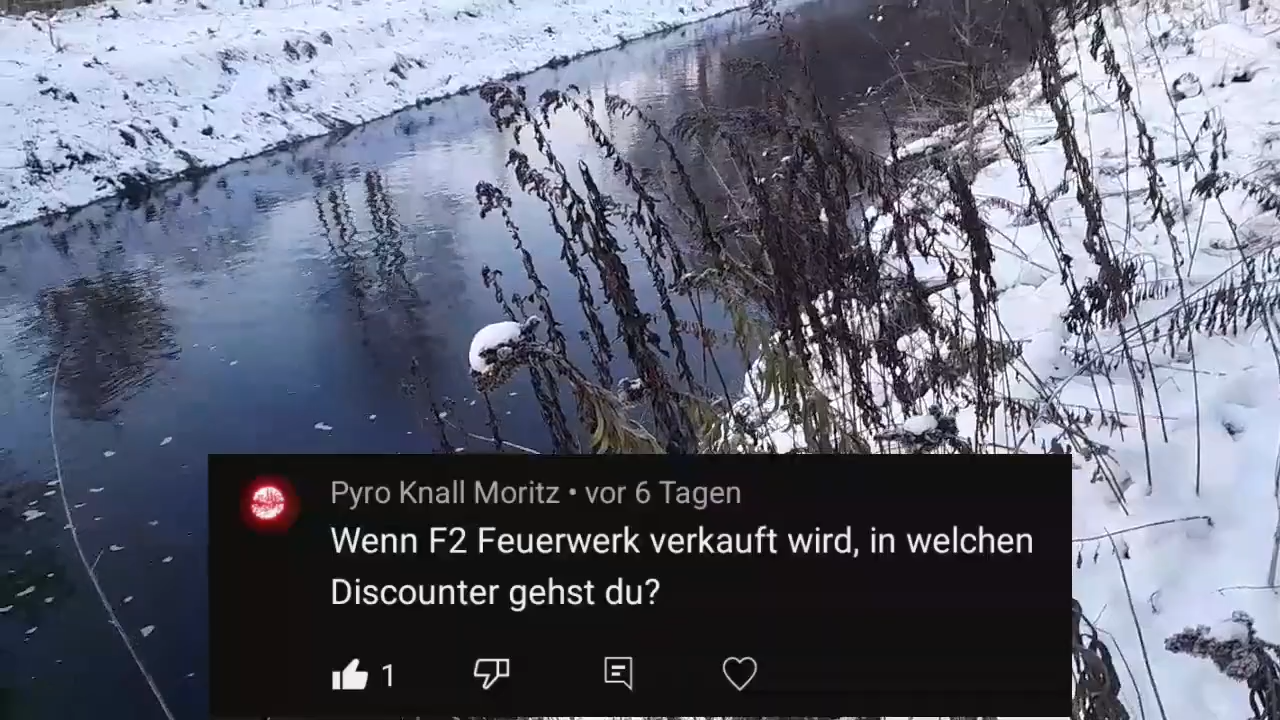 Pyro Knall Moritz • vor 6 Tagen
Wenn F2 Feuerwerk verkauft wird, in welchen
Discounter gehst du?
1